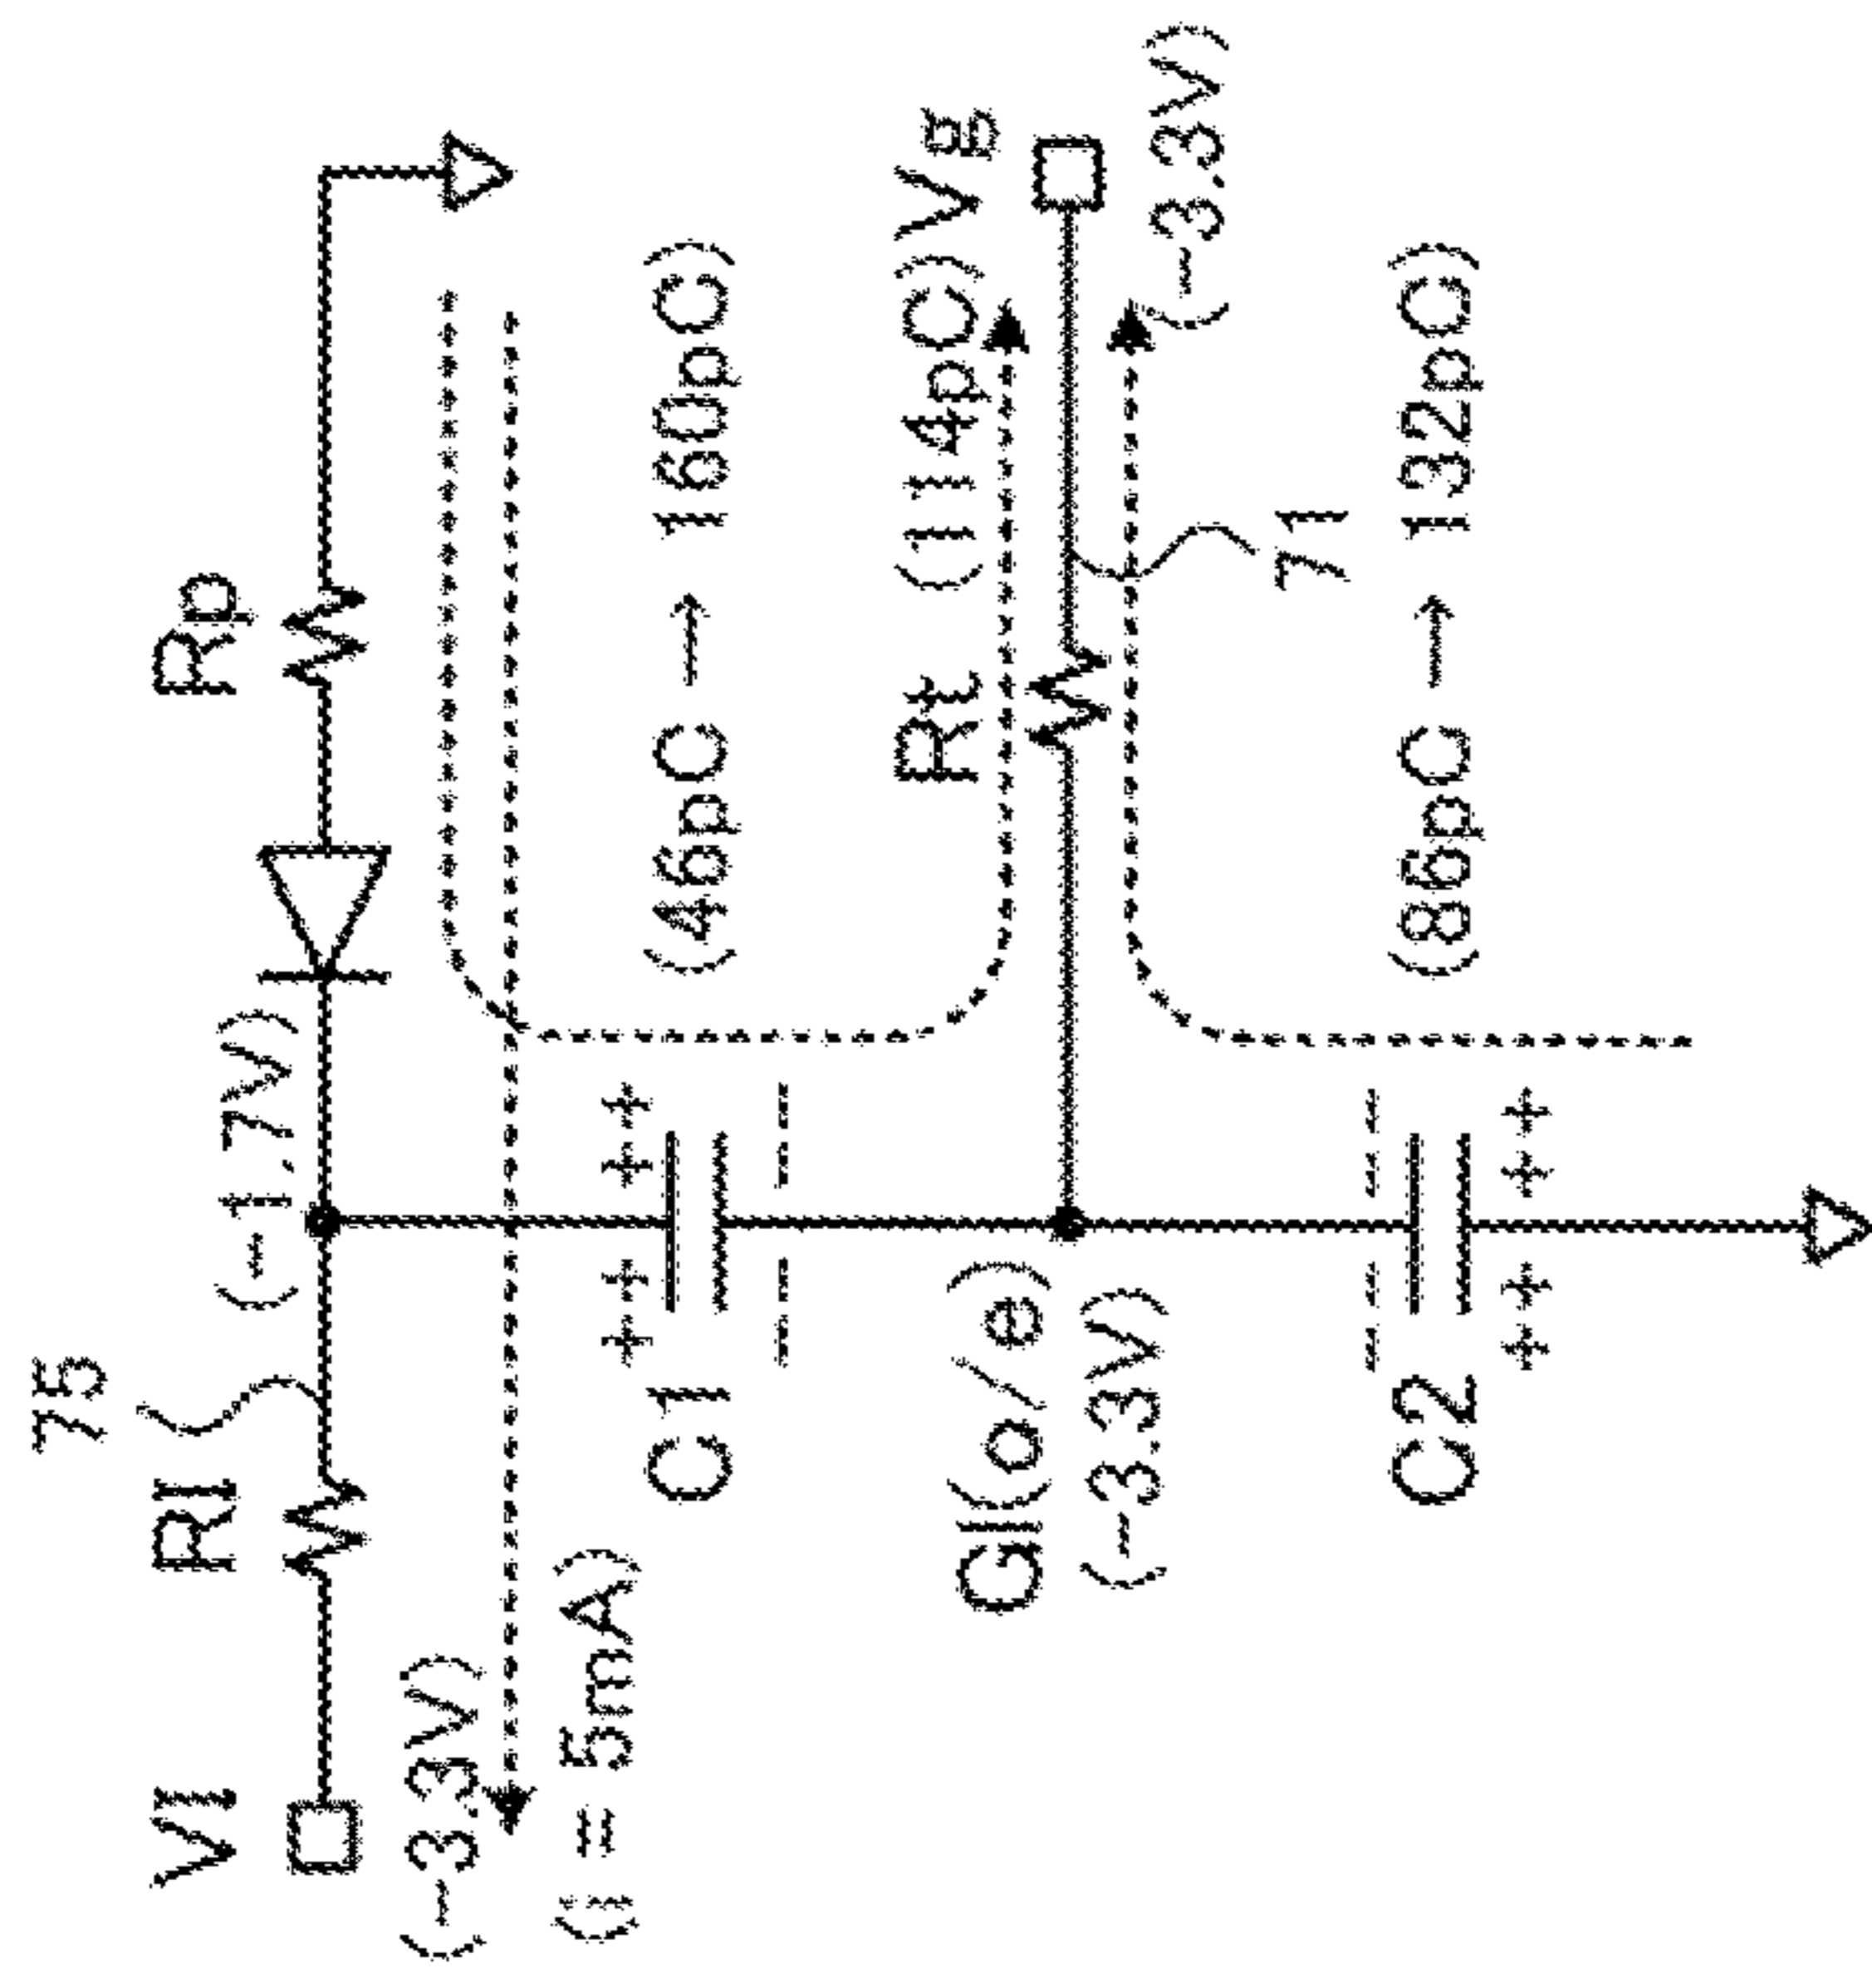 75
Vl
Rl
Rp
(-1.7V)
(-3.3V)
(i = 5mA)
C1
(46pC → 160pC)
Rt
(114pC)
Vg
Gl(o/e)
(-3.3V)
(-3.3V)
71
C2
(86pC → 132pC)